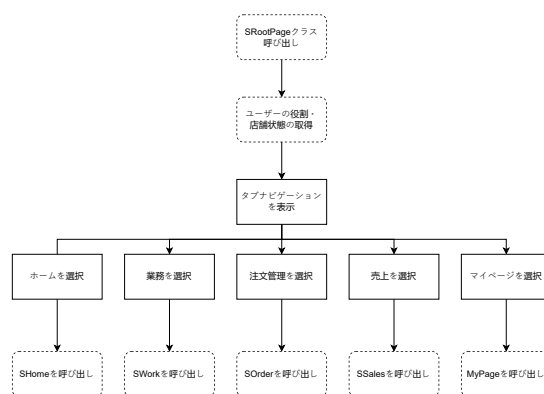 SRootPageクラス
呼び出し
ユーザーの役割・
店舗状態の取得
タブナビゲーション
を表示
ホームを選択
業務を選択
注文管理を選択
売上を選択
マイページを選択
SHomeを呼び出し
SWorkを呼び出し
SOrderを呼び出し
SSalesを呼び出し
MyPageを呼び出し